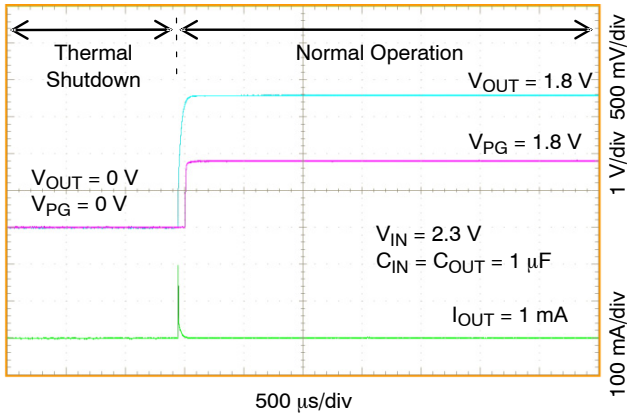 Thermal
Shutdown
Normal Operation
VOUT = 1.8 V
VPG = 1.8 V
VOUT = 0 V
VPG = 0 V
VIN = 2.3 V
CIN = COUT = 1 μF
IOUT = 1 mA
500 μs/div
500 mV/div
1 V/div
100 mA/div